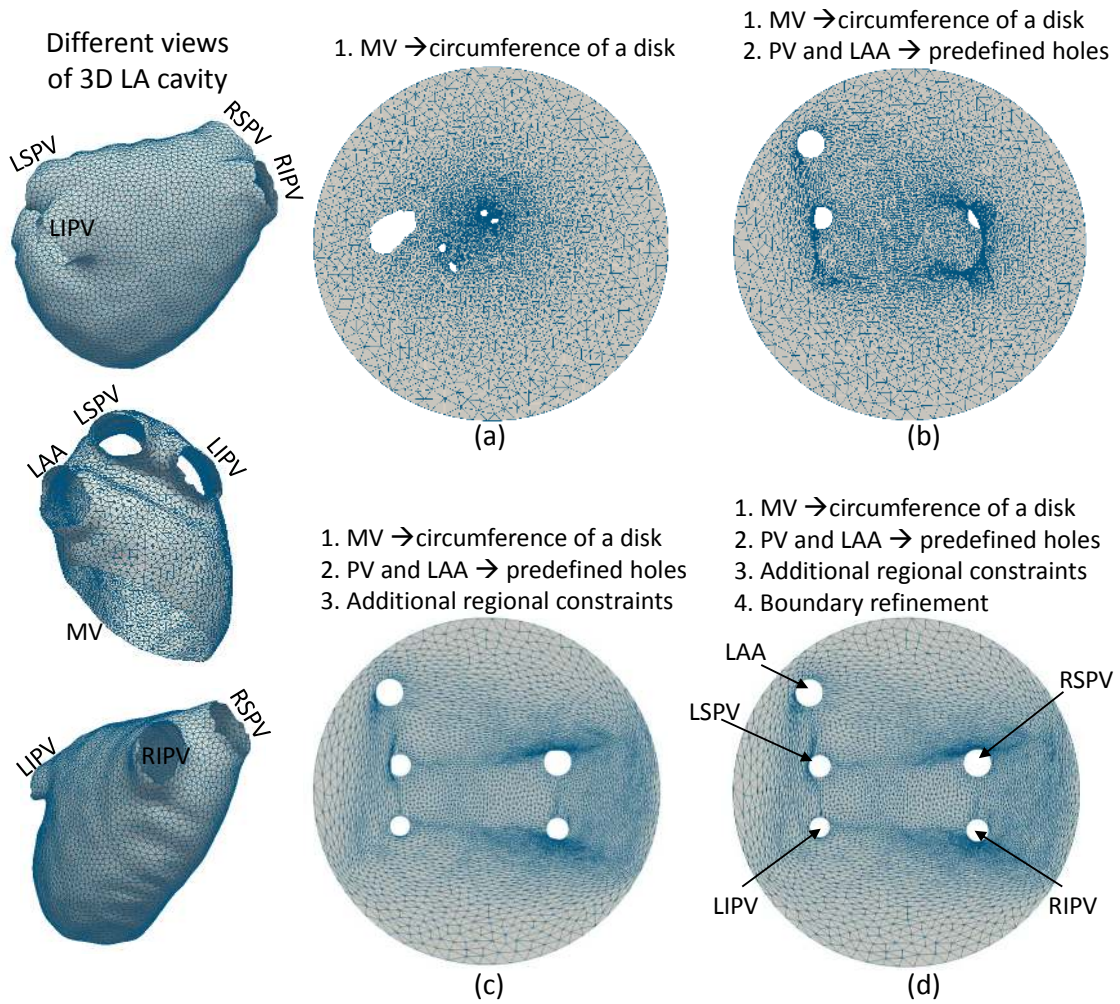 Different views
of 3D LA cavity
RSPV
LSPV
RIPV
LIPV
LSPV
LIPV
LAA
MV
RSPV
LIPV
RIPV
1. MV →circumference of a disk
(a)
1. MV →circumference of a disk
2. PV and LAA → predefined holes
(b)
1. MV →circumference of a disk
2. PV and LAA → predefined holes
3. Additional regional constraints
(c)
1. MV →circumference of a disk
2. PV and LAA → predefined holes
3. Additional regional constraints
4. Boundary refinement
LAA
RSPV
LSPV
LIPV
RIPV
(d)